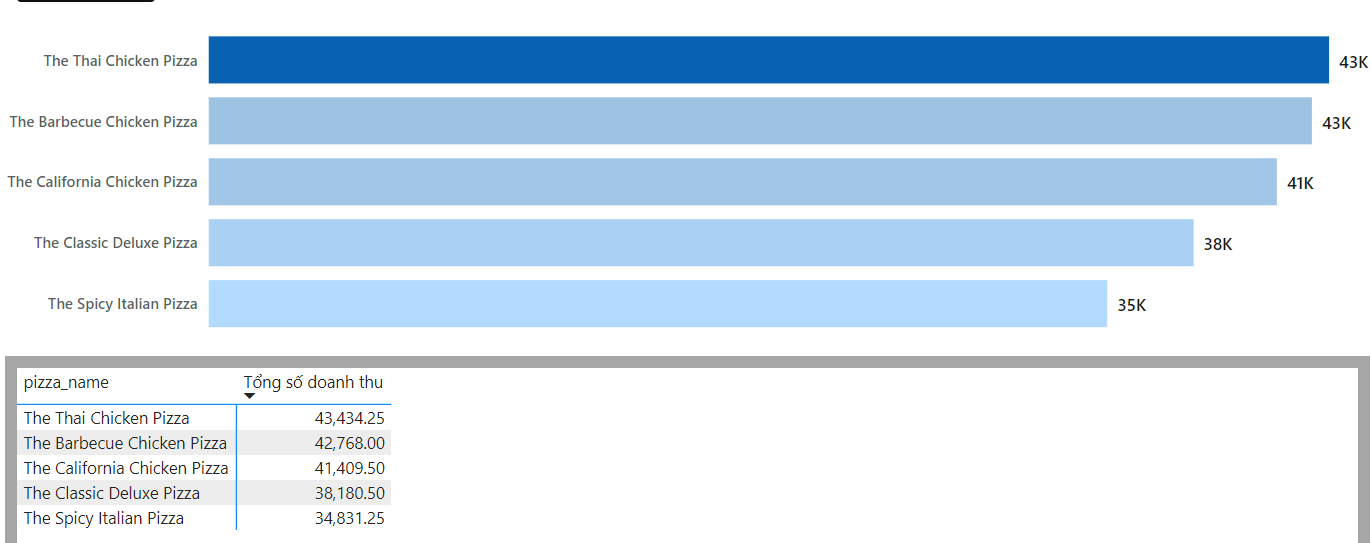 The Thai Chicken Pizza 43K
The Barbecue Chicken Pizza 43K
The California Chicken Pizza 41K
The Classic Deluxe Pizza 38K
The Spicy Italian Pizza 35K
pizza_name Tổng số doanh thu
The Thai Chicken Pizza 43,434.25
The Barbecue Chicken Pizza 42,768.00
The California Chicken Pizza 41,409.50
The Classic Deluxe Pizza 38,180.50
The Spicy Italian Pizza 34,831.25